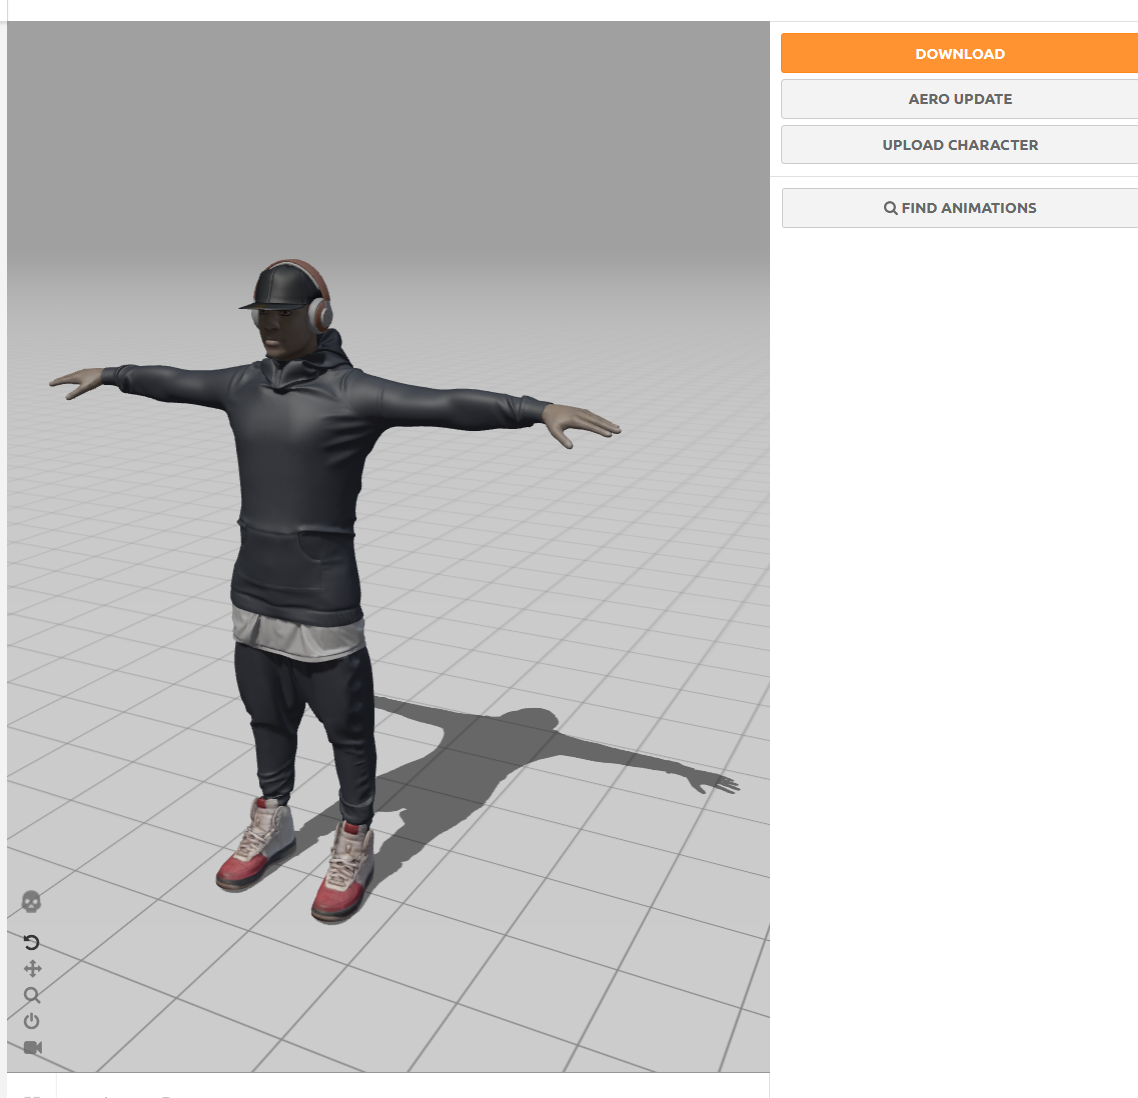 DOWNLOAD
AERO UPDATE
UPLOAD CHARACTER
FIND ANIMATIONS